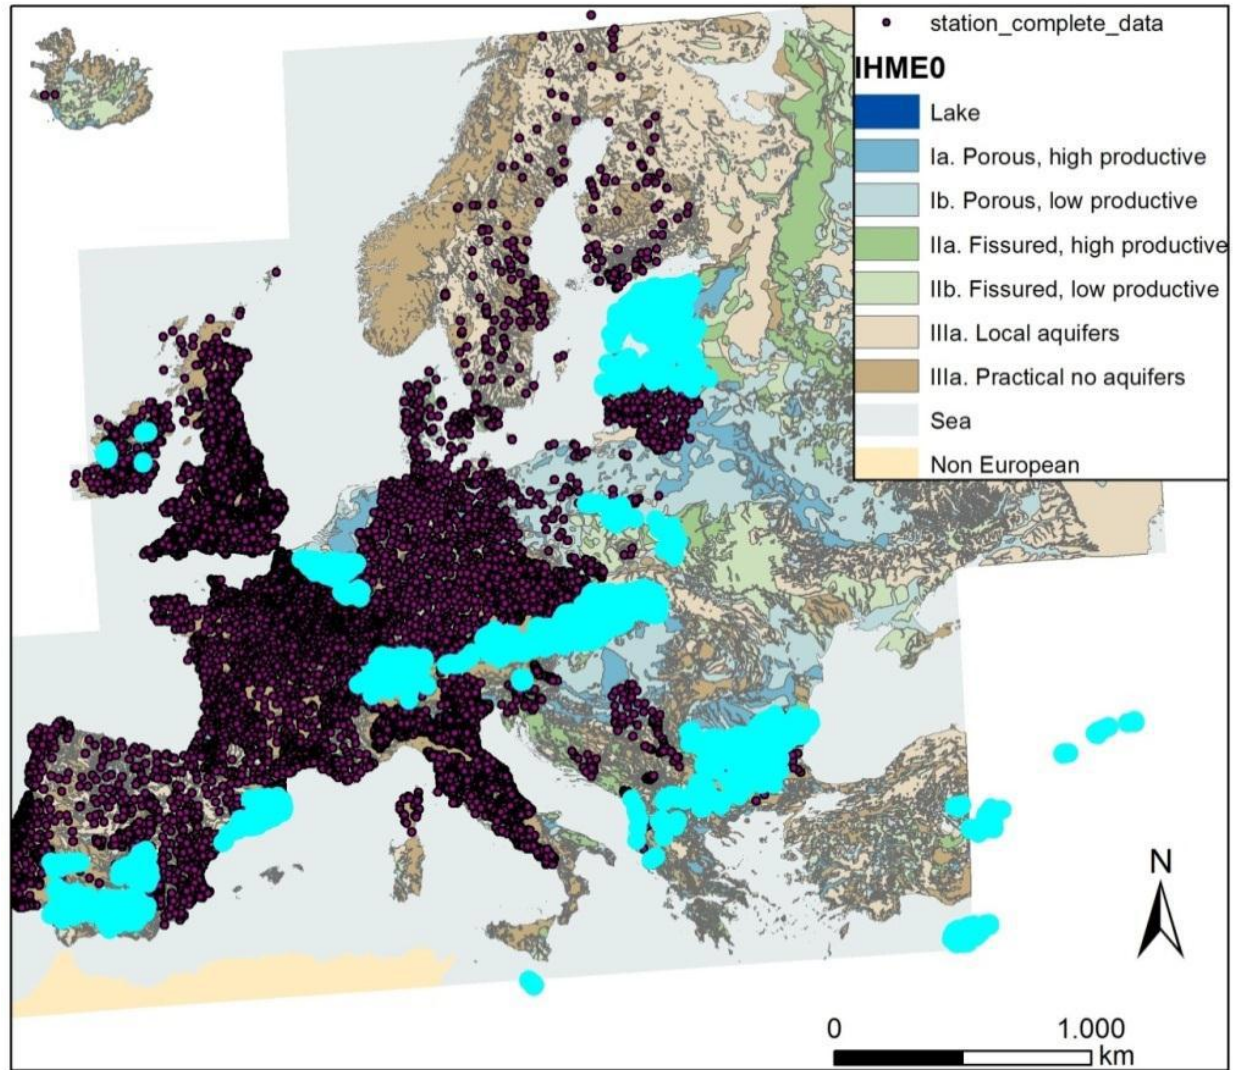 station_complete_data
IHME0
Lake
Ia. Porous, high productive
Ib. Porous, low productive
IIa. Fissured, high productive
IIb. Fissured, low productive
IIIa. Local aquifers
IIIa. Practical no aquifers
Sea
Non European
N
0 1.000
km